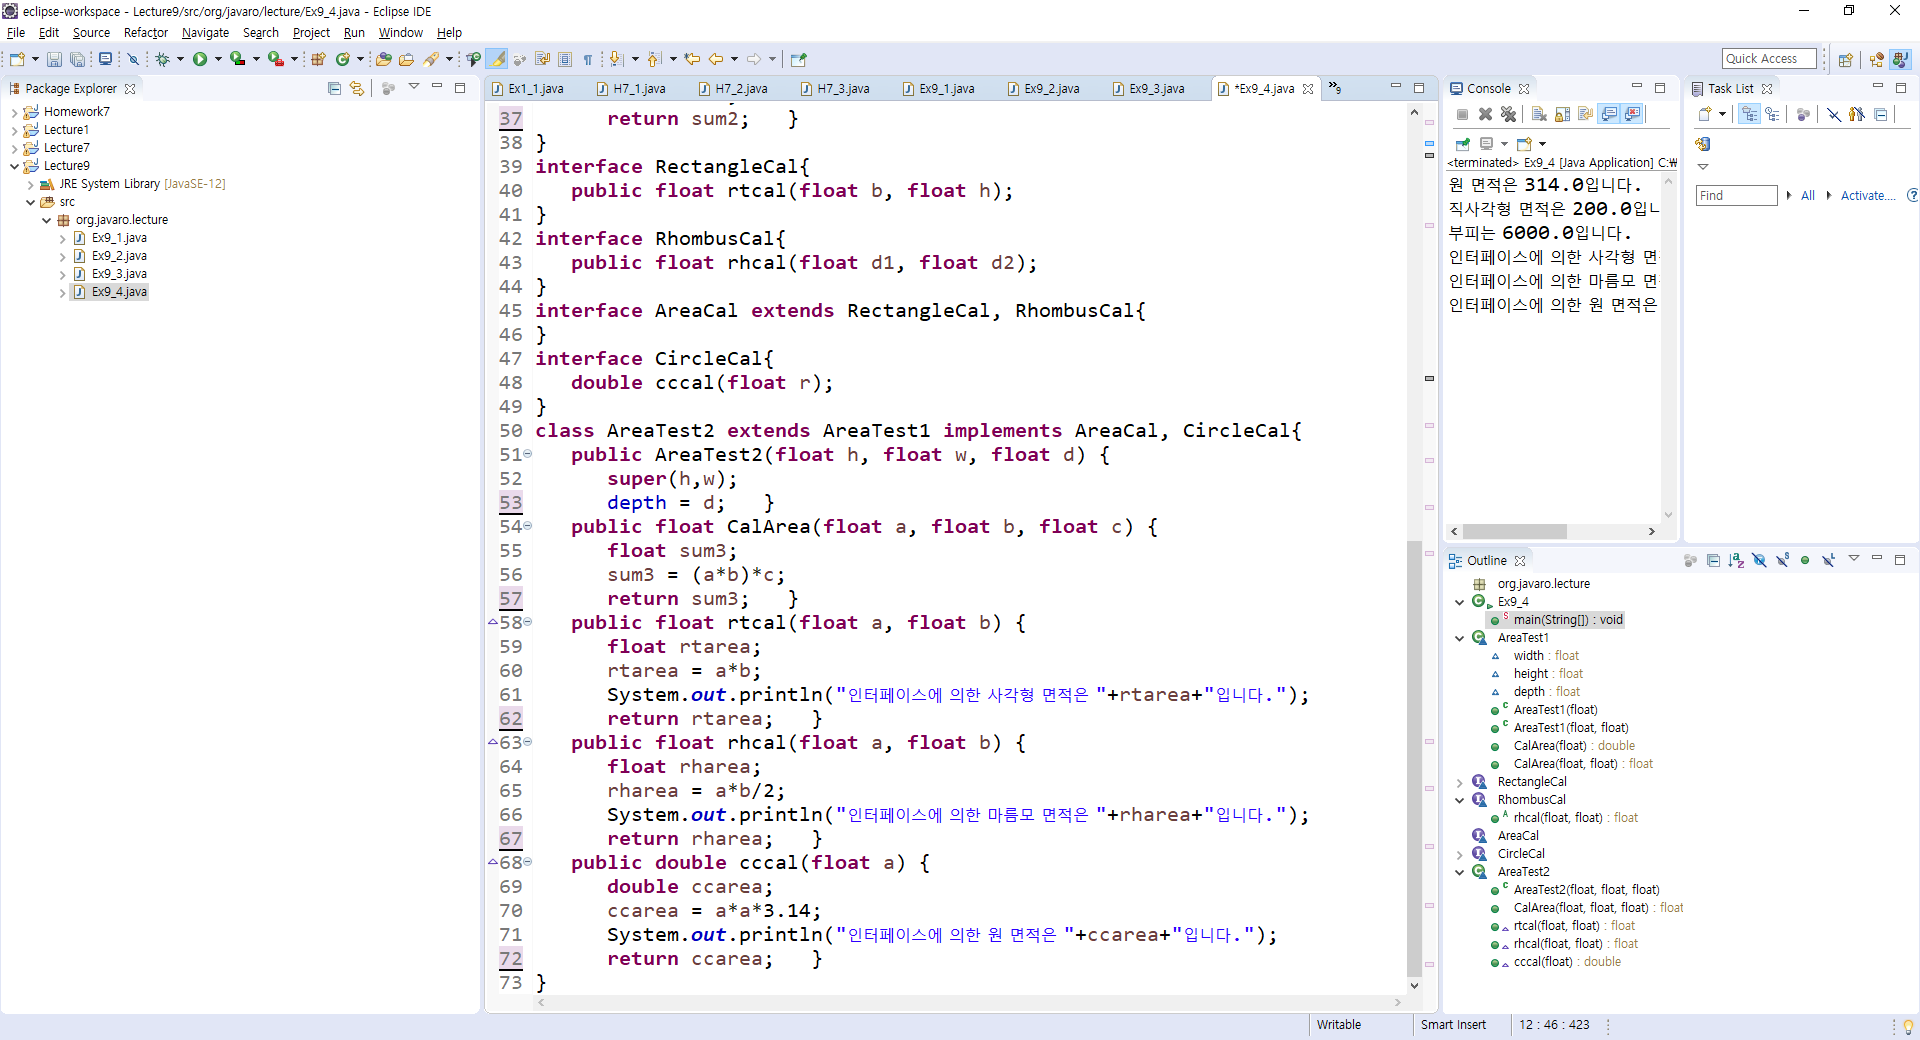 eclipse-workspace - Lecture9/src/org/javaro/lecture/Ex9_4.java - Eclipse IDE
File Edit Source Refactor Navigate Search Project Run Window Help
Quick Access
Package Explorer
Homework7
Lecture1
Lecture7
Lecture9
JRE System Library [JavaSE-12]
src
org.javaro.lecture
Ex9_1.java
Ex9_2.java
Ex9_3.java
Ex9_4.java
Ex1_1.java H7_1.java H7_2.java H7_3.java Ex9_1.java Ex9_2.java Ex9_3.java *Ex9_4.java »9
37 return sum2; }
38 }
39 interface RectangleCal{
40 public float rtcal(float b, float h);
41 }
42 interface RhombusCal{
43 public float rhcal(float d1, float d2);
44 }
45 interface AreaCal extends RectangleCal, RhombusCal{
46 }
47 interface CircleCal{
48 double cccal(float r);
49 }
50 class AreaTest2 extends AreaTest1 implements AreaCal, CircleCal{
51 public AreaTest2(float h, float w, float d) {
52 super(h,w);
53 depth = d; }
54 public float CalArea(float a, float b, float c) {
55 float sum3;
56 sum3 = (a*b)*c;
57 return sum3; }
58 public float rtcal(float a, float b) {
59 float rtarea;
60 rtarea = a*b;
61 System.out.println("인터페이스에 의한 사각형 면적은 "+rtarea+"입니다.");
62 return rtarea; }
63 public float rhcal(float a, float b) {
64 float rharea;
65 rharea = a*b/2;
66 System.out.println("인터페이스에 의한 마름모 면적은 "+rharea+"입니다.");
67 return rharea; }
68 public double cccal(float a) {
69 double ccarea;
70 ccarea = a*a*3.14;
71 System.out.println("인터페이스에 의한 원 면적은 "+ccarea+"입니다.");
72 return ccarea; }
73 }
Console
<terminated> Ex9_4 [Java Application] C:₩
원 면적은 314.0입니다.
직사각형 면적은 200.0입니
부피는 6000.0입니다.
인터페이스에 의한 사각형 면
인터페이스에 의한 마름모 면
인터페이스에 의한 원 면적은
Task List
Find All Activate...
Outline
org.javaro.lecture
Ex9_4
main(String[]) : void
AreaTest1
width : float
height : float
depth : float
AreaTest1(float)
AreaTest1(float, float)
CalArea(float) : double
CalArea(float, float) : float
RectangleCal
RhombusCal
rhcal(float, float) : float
AreaCal
CircleCal
AreaTest2
AreaTest2(float, float, float)
CalArea(float, float, float) : float
rtcal(float, float) : float
rhcal(float, float) : float
cccal(float) : double
Writable Smart Insert 12 : 46 : 423